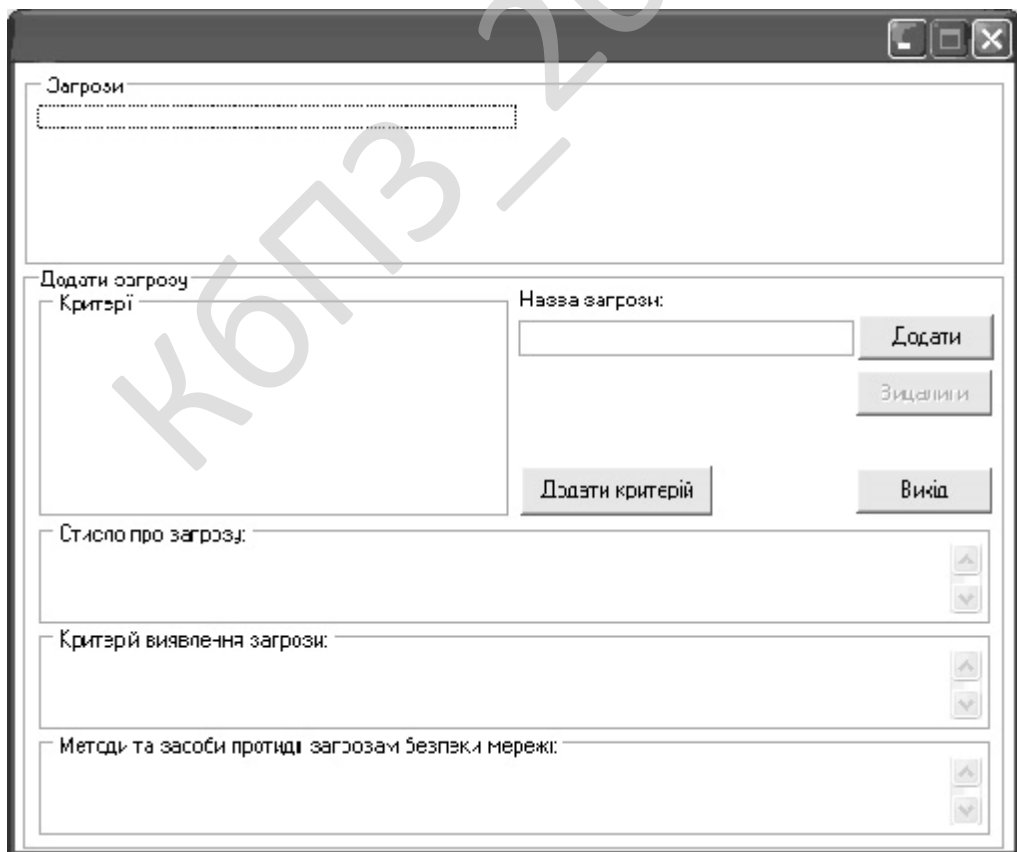 Загрози
Додати загрозу
Критерії
Назва загрози:
Додати
Видалити
Додати критерій
Вихід
Стисло про загрозу:
Критерій виявлення загрози:
Методи та засоби протидії загрозам безпеки мережі:
КбПЗ_20